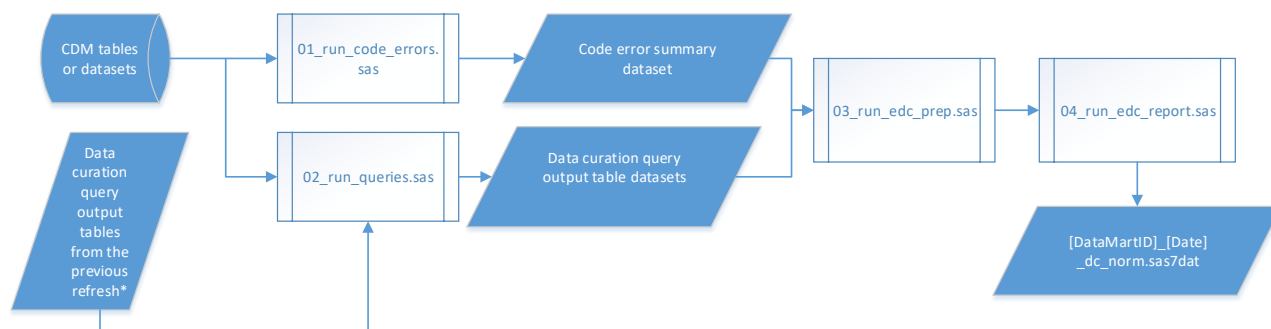 CDM tables
or datasets
01_run_code_errors.
sas
Code error summary
dataset
03_run_edc_prep.sas
04_run_edc_report.sas
Data
curation
query
output
tables
from the
previous
refresh*
02_run_queries.sas
Data curation query
output table datasets
[DataMartID]_[Date]
_dc_norm.sas7dat